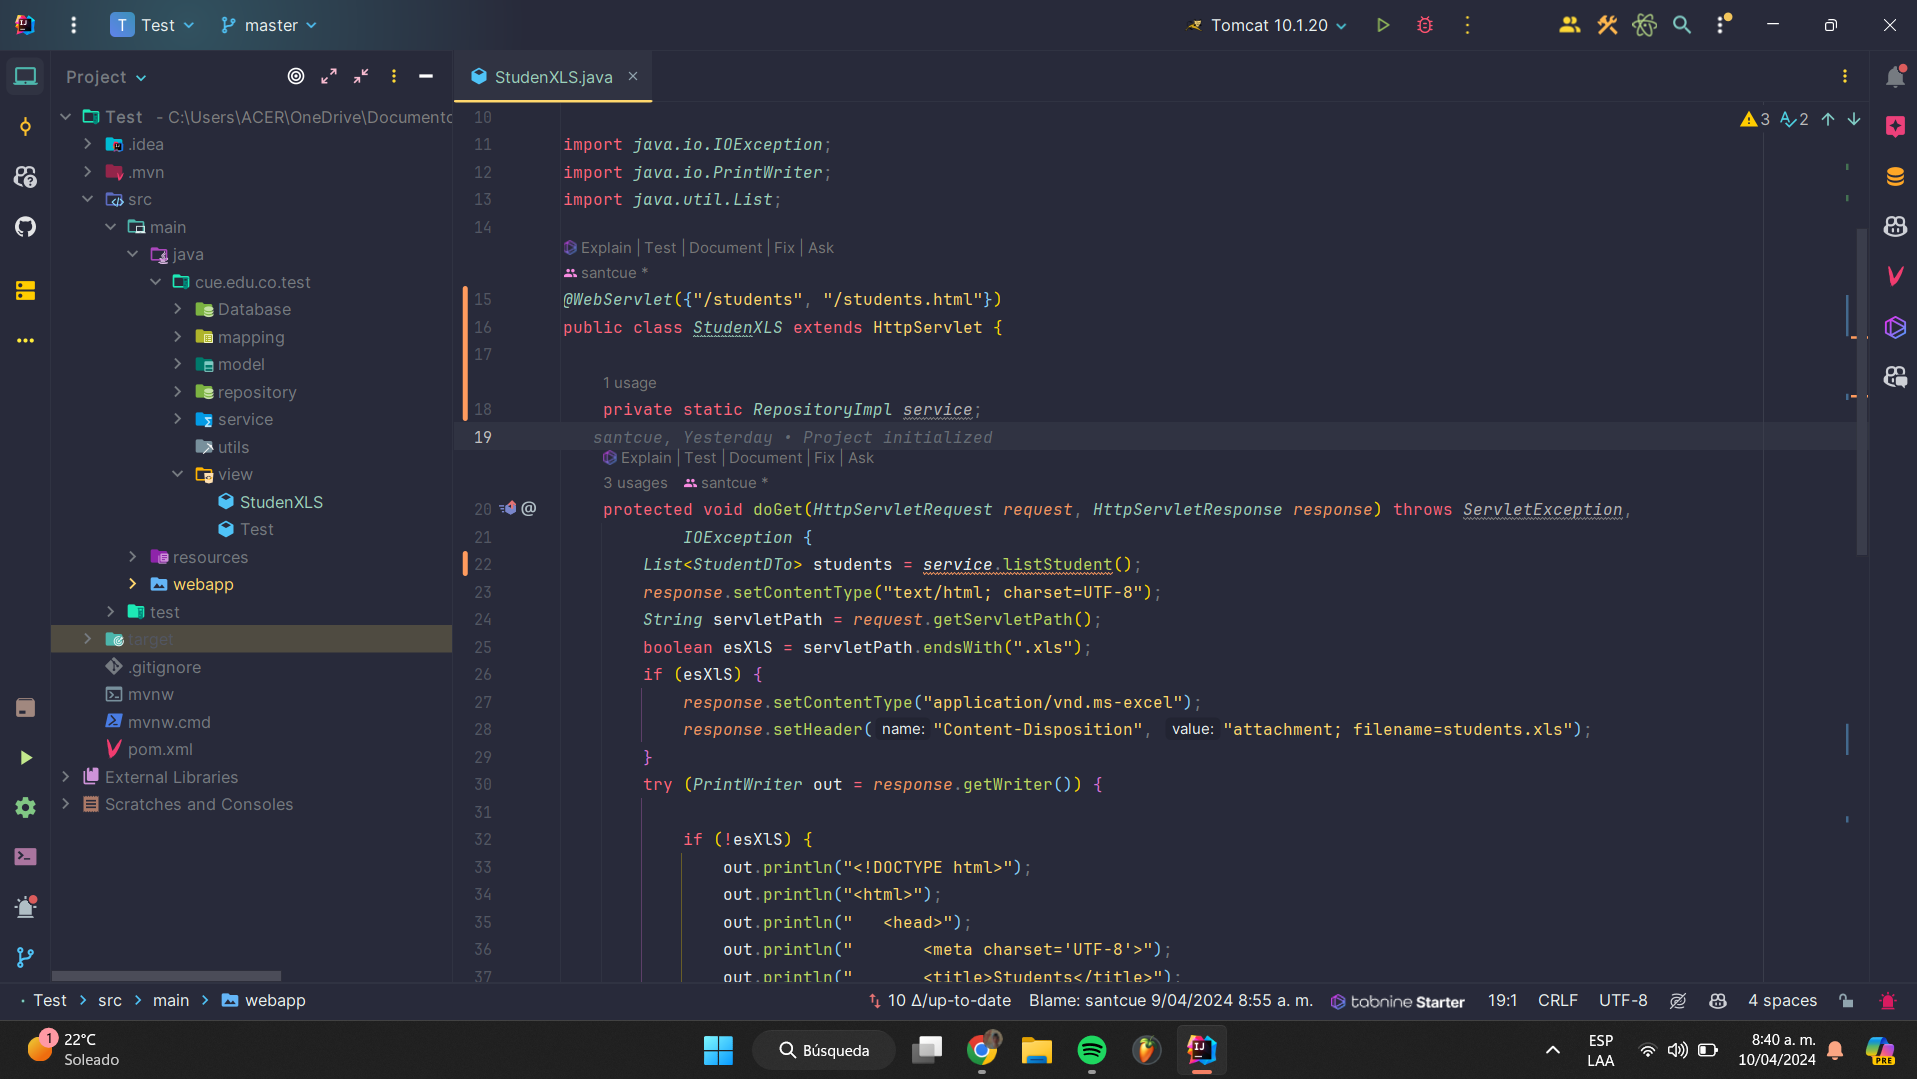 T Test master Tomcat 10.1.20
Project
StudenXLS.java
Test - C:\Users\ACER\OneDrive\Documento
.idea
.mvn
src
main
java
cue.edu.co.test
Database
mapping
model
repository
service
utils
view
StudenXLS
Test
resources
webapp
test
target
.gitignore
mvnw
mvnw.cmd
pom.xml
External Libraries
Scratches and Consoles
3 2
10
11 import java.io.IOException;
12 import java.io.PrintWriter;
13 import java.util.List;
14
Explain | Test | Document | Fix | Ask
santcue *
15 @WebServlet({"/students", "/students.html"})
16 public class StudenXLS extends HttpServlet {
17
1 usage
18 private static RepositoryImpl service;
19 santcue, Yesterday • Project initialized
Explain | Test | Document | Fix | Ask
3 usages santcue *
20 @ protected void doGet(HttpServletRequest request, HttpServletResponse response) throws ServletException,
21 IOException {
22 List<StudentDTo> students = service.listStudent();
23 response.setContentType("text/html; charset=UTF-8");
24 String servletPath = request.getServletPath();
25 boolean esXlS = servletPath.endsWith(".xls");
26 if (esXlS) {
27 response.setContentType("application/vnd.ms-excel");
28 response.setHeader( name: "Content-Disposition", value: "attachment; filename=students.xls");
29 }
30 try (PrintWriter out = response.getWriter()) {
31
32 if (!esXlS) {
33 out.println("<!DOCTYPE html>");
34 out.println("<html>");
35 out.println("   <head>");
36 out.println("       <meta charset='UTF-8'>");
37 out.println("       <title>Students</title>");
Test > src > main > webapp
10 Δ/up-to-date Blame: santcue 9/04/2024 8:55 a. m. tabnine Starter 19:1 CRLF UTF-8 4 spaces
1
22°C
Soleado
Búsqueda
ESP
LAA
8:40 a. m.
10/04/2024
PRE